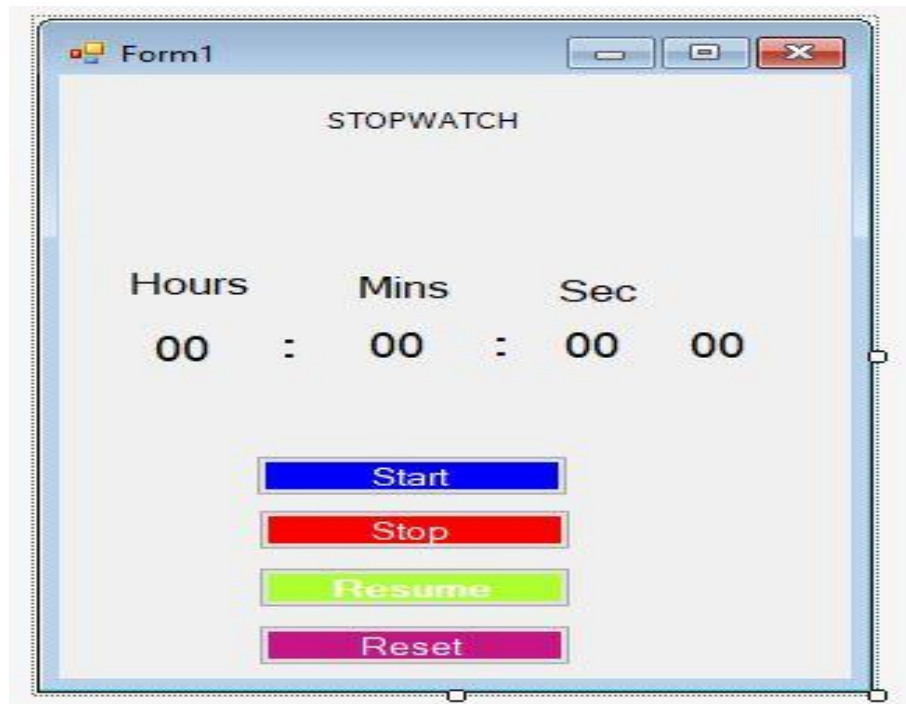 Form1
STOPWATCH
Hours Mins Sec
00 : 00 : 00 00
Start
Stop
Resume
Reset